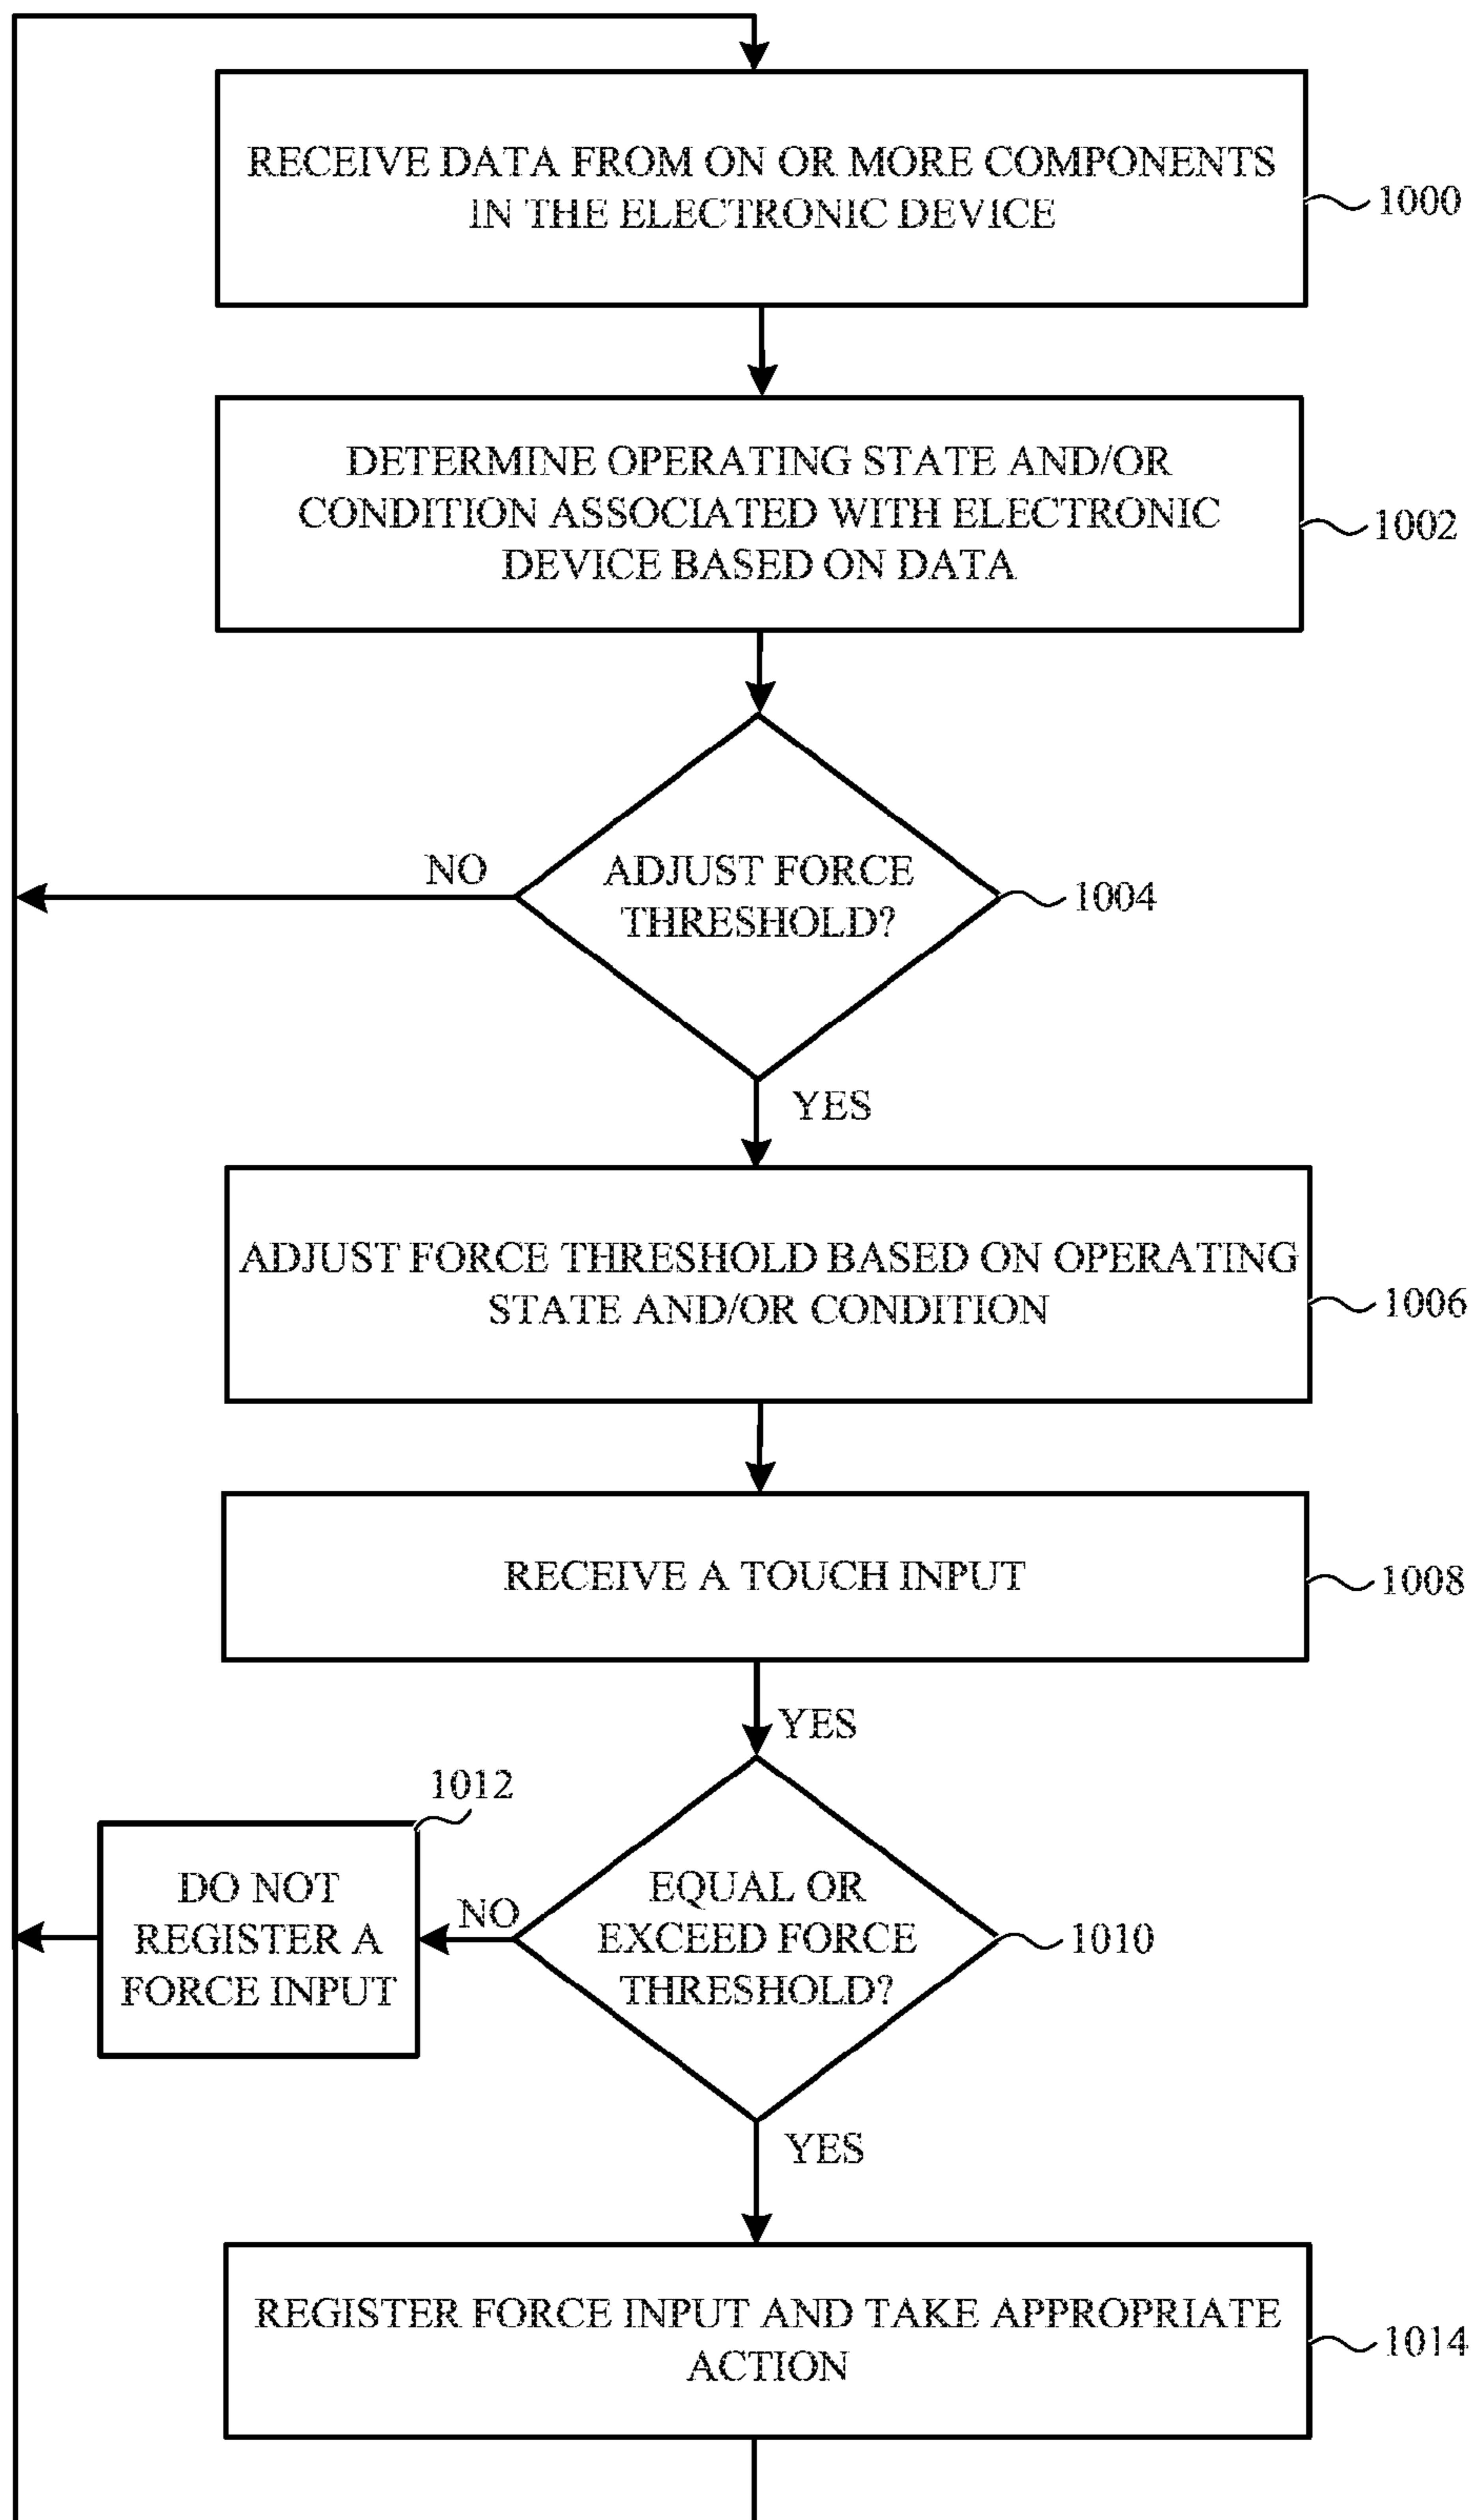 RECEIVE DATA FROM ON OR MORE COMPONENTS
IN THE ELECTRONIC DEVICE
1000
DETERMINE OPERATING STATE AND/OR
CONDITION ASSOCIATED WITH ELECTRONIC
DEVICE BASED ON DATA
1002
NO
ADJUST FORCE
THRESHOLD?
1004
YES
ADJUST FORCE THRESHOLD BASED ON OPERATING
STATE AND/OR CONDITION
1006
RECEIVE A TOUCH INPUT
1008
YES
1012
DO NOT
REGISTER A
FORCE INPUT
NO
EQUAL OR
EXCEED FORCE
THRESHOLD?
1010
YES
REGISTER FORCE INPUT AND TAKE APPROPRIATE
ACTION
1014